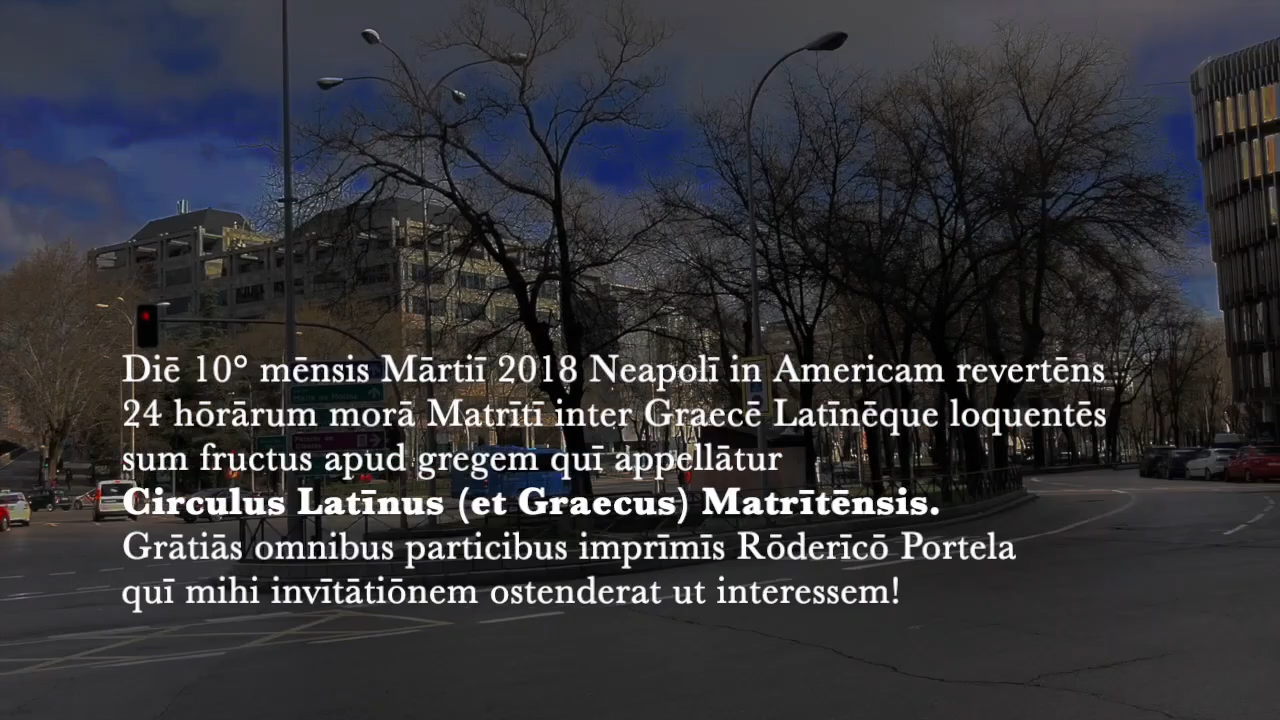 Diē 10° mēnsis Mārtiī 2018 Neapolī in Americam revertēns
24 hōrārum morā Matrītī inter Graecē Latīnēque loquentēs
sum fructus apud gregem quī appellātur
Circulus Latīnus (et Graecus) Matrītēnsis.
Grātiās omnibus particibus imprīmīs Rōderīcō Portela
quī mihi invītātiōnem ostenderat ut interessem!